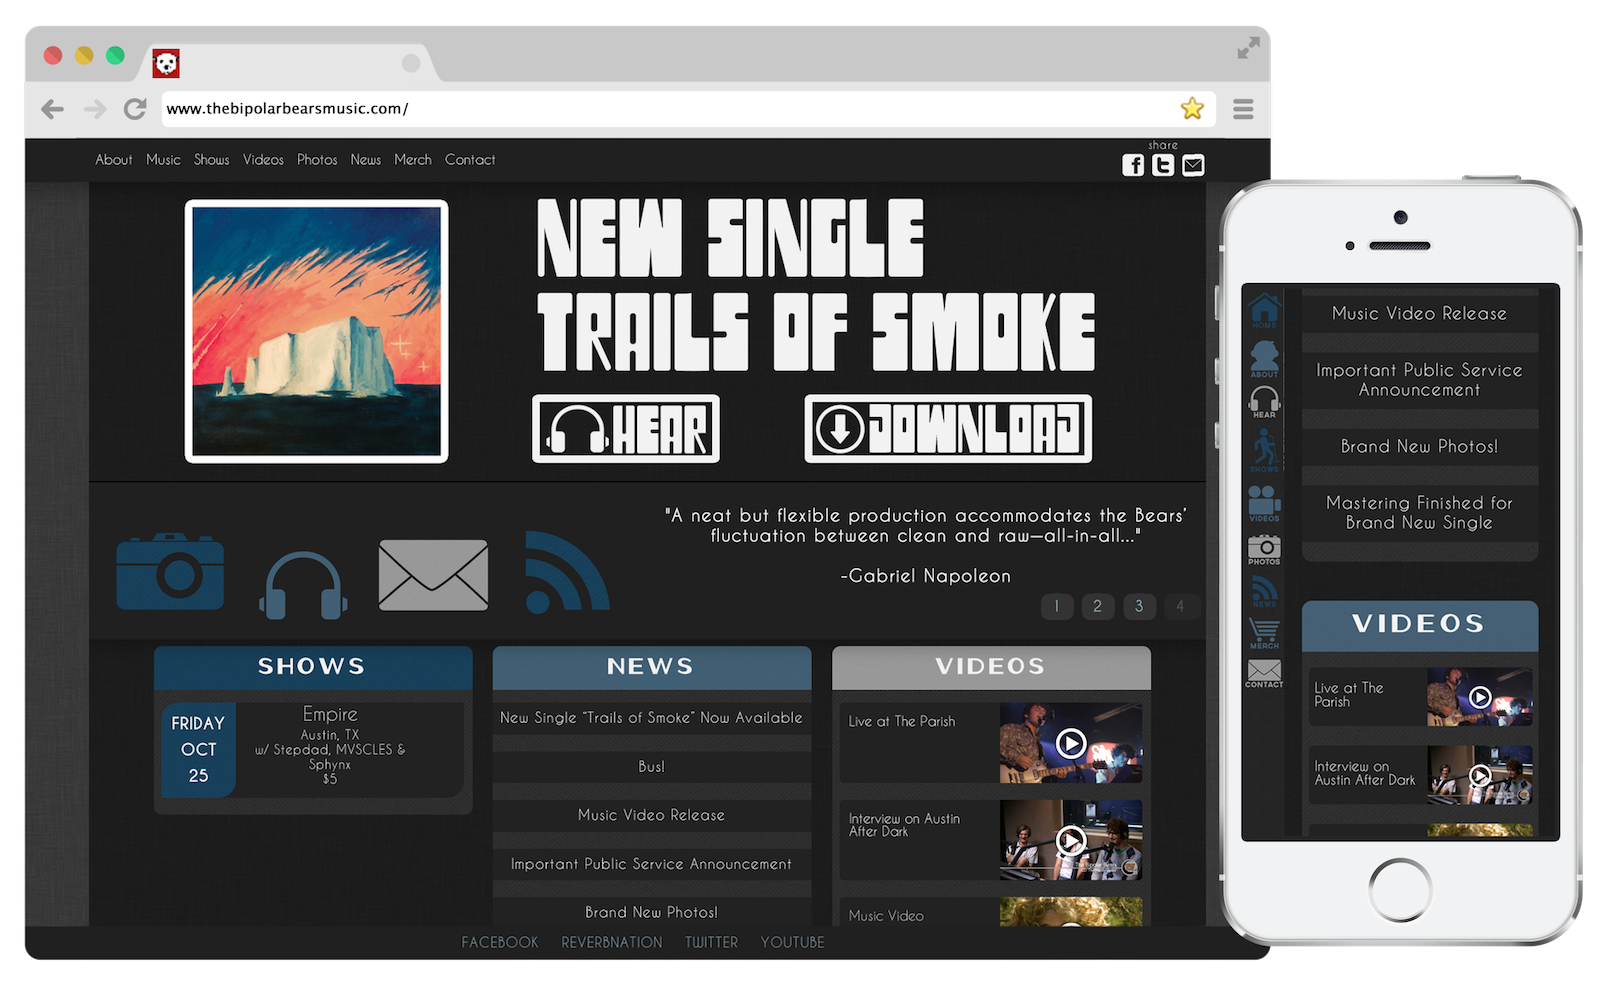 www.thebipolarbearsmusic.com/
About Music Shows Videos Photos News Merch Contact
share
NEW SINGLE
TRAILS OF SMOKE
HEAR
DOWNLOAD
"A neat but flexible production accommodates the Bears’
fluctuation between clean and raw—all-in-all..."
-Gabriel Napoleon
1 2 3 4
SHOWS
FRIDAY
OCT
25
Empire
Austin, TX
w/ Stepdad, MVSCLES &
Sphynx
$5
NEWS
New Single “Trails of Smoke” Now Available
Bus!
Music Video Release
Important Public Service Announcement
Brand New Photos!
VIDEOS
Live at The Parish
Interview on Austin
After Dark
Music Video
FACEBOOK REVERBNATION TWITTER YOUTUBE
HOME
ABOUT
HEAR
SHOWS
VIDEOS
PHOTOS
NEWS
MERCH
CONTACT
Music Video Release
Important Public Service
Announcement
Brand New Photos!
Mastering Finished for
Brand New Single
VIDEOS
Live at The
Parish
Interview on
Austin After Dark